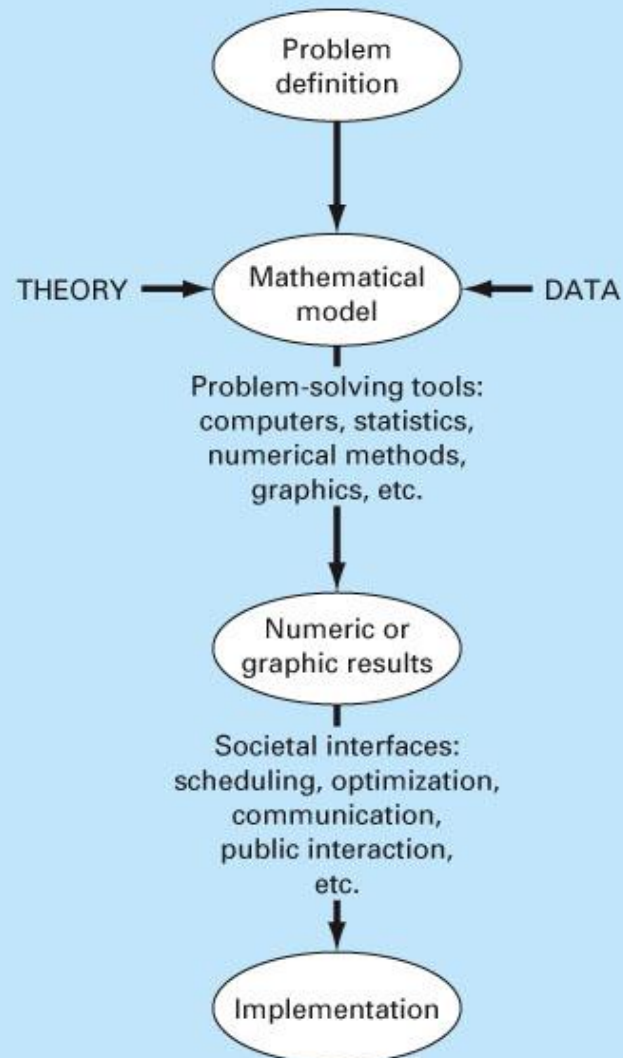 Problem
definition
Mathematical
model
THEORY
DATA
Problem-solving tools:
computers, statistics,
numerical methods,
graphics, etc.
Numeric or
graphic results
Societal interfaces:
scheduling, optimization,
communication,
public interaction,
etc.
Implementation